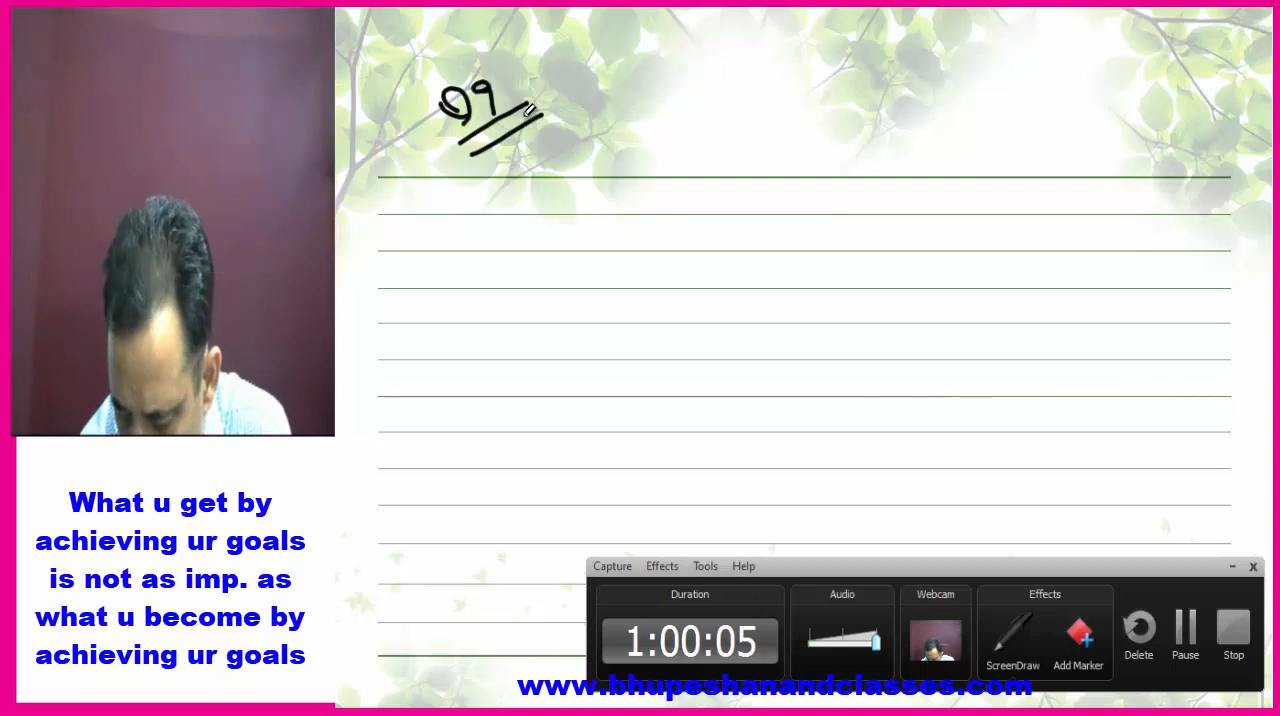 Q9
What u get by
achieving ur goals
is not as imp. as
what u become by
achieving ur goals
Capture Effects Tools Help
Duration
1:00:05
Audio
Webcam
Effects
ScreenDraw
Add Marker
Delete
Pause
Stop
www.bhupeshanandclasses.com